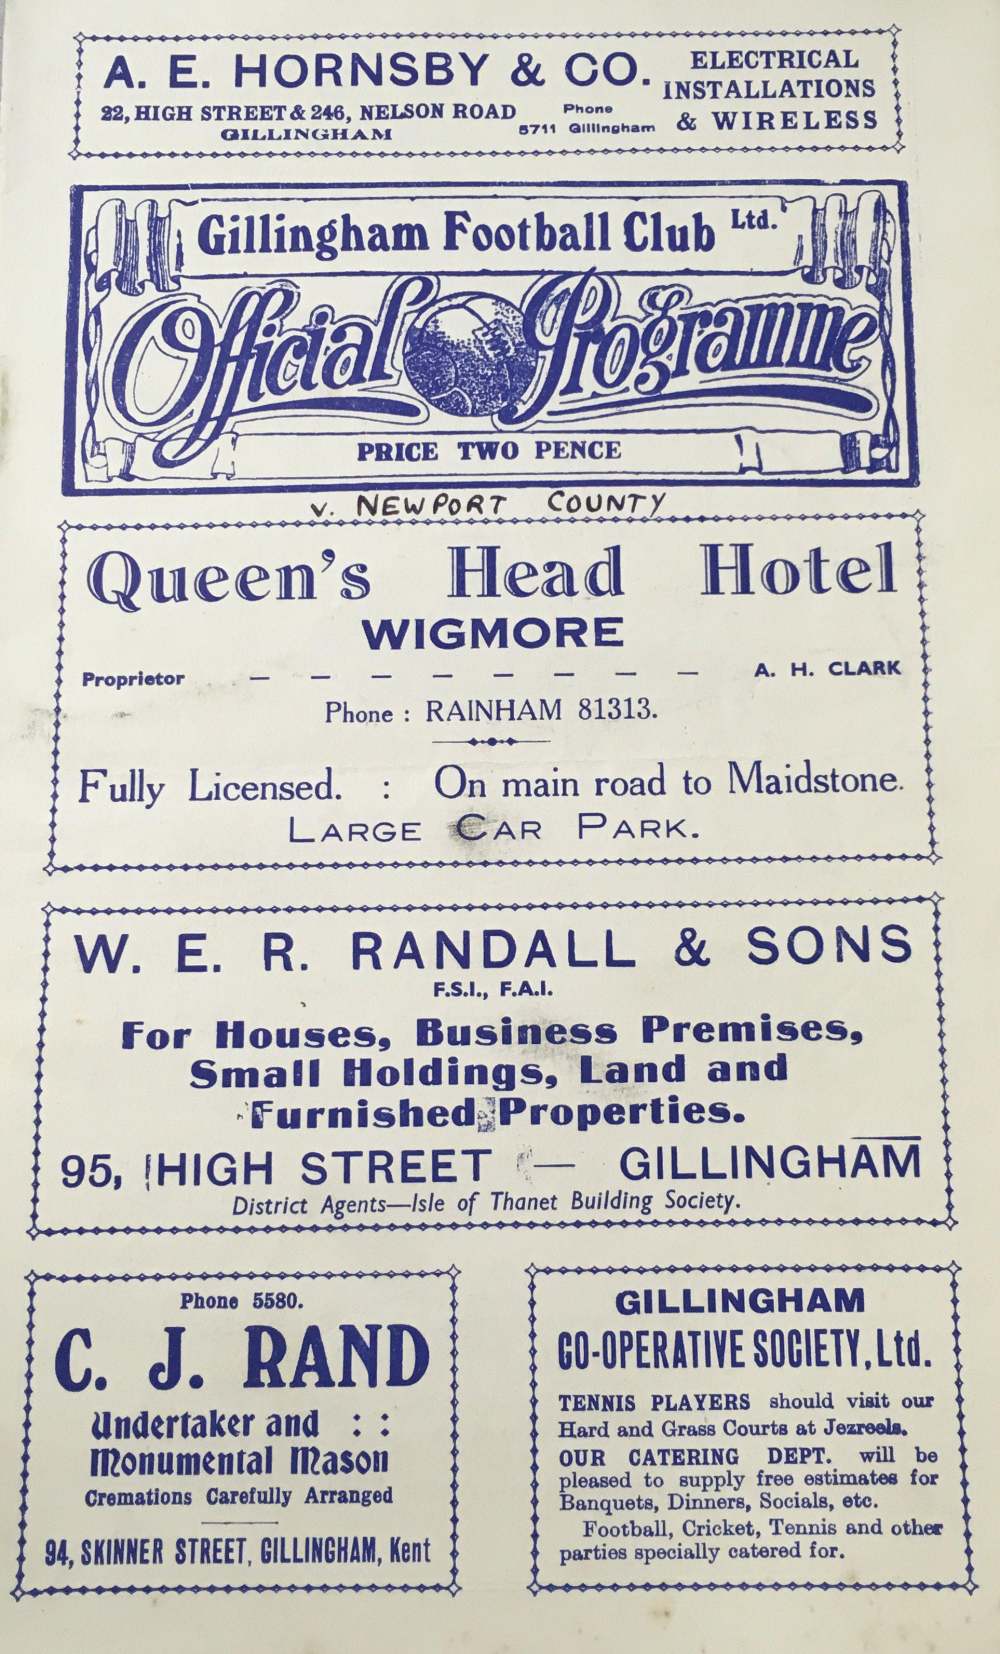 A. E. HORNSBY & CO.
22, HIGH STREET & 246, NELSON ROAD
GILLINGHAM
Phone
5711 Gillingham
ELECTRICAL
INSTALLATIONS
& WIRELESS
Gillingham Football Club Ltd.
Official Programme
PRICE TWO PENCE
v. NEWPORT COUNTY
Queen's Head Hotel
WIGMORE
Proprietor — — — — — — — — A. H. CLARK
Phone : RAINHAM 81313.
Fully Licensed. : On main road to Maidstone.
LARGE CAR PARK.
W. E. R. RANDALL & SONS
F.S.I., F.A.I.
For Houses, Business Premises,
Small Holdings, Land and
Furnished Properties.
95, HIGH STREET — GILLINGHAM
District Agents—Isle of Thanet Building Society.
Phone 5580.
C. J. RAND
Undertaker and : :
Monumental Mason
Cremations Carefully Arranged
94, SKINNER STREET, GILLINGHAM, Kent
GILLINGHAM
CO-OPERATIVE SOCIETY, Ltd.
TENNIS PLAYERS should visit our
Hard and Grass Courts at Jezreels.
OUR CATERING DEPT. will be
pleased to supply free estimates for
Banquets, Dinners, Socials, etc.
Football, Cricket, Tennis and other
parties specially catered for.